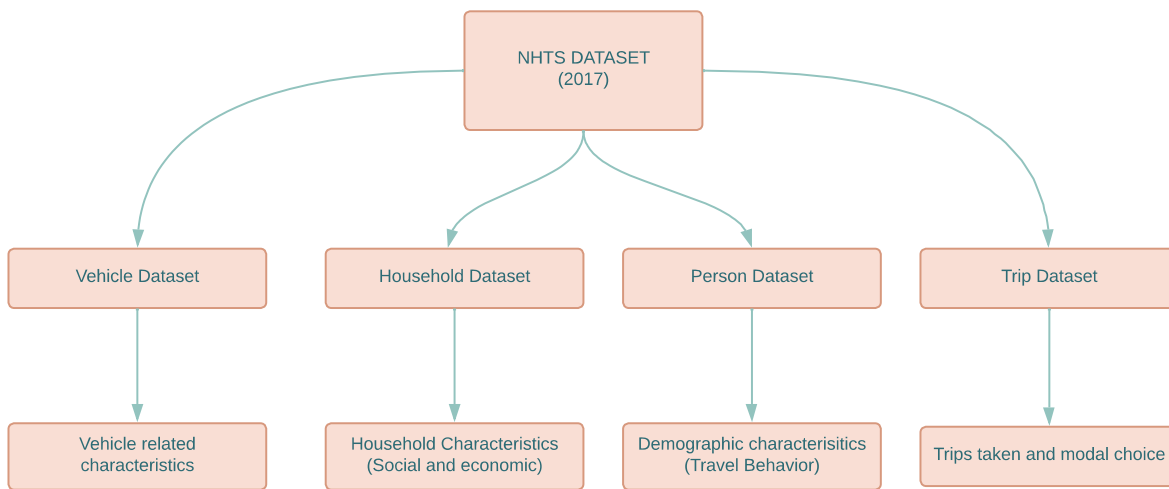 NHTS DATASET
(2017)
Vehicle Dataset
Household Dataset
Person Dataset
Trip Dataset
Vehicle related
characteristics
Household Characteristics
(Social and economic)
Demographic characterisitics
(Travel Behavior)
Trips taken and modal choice